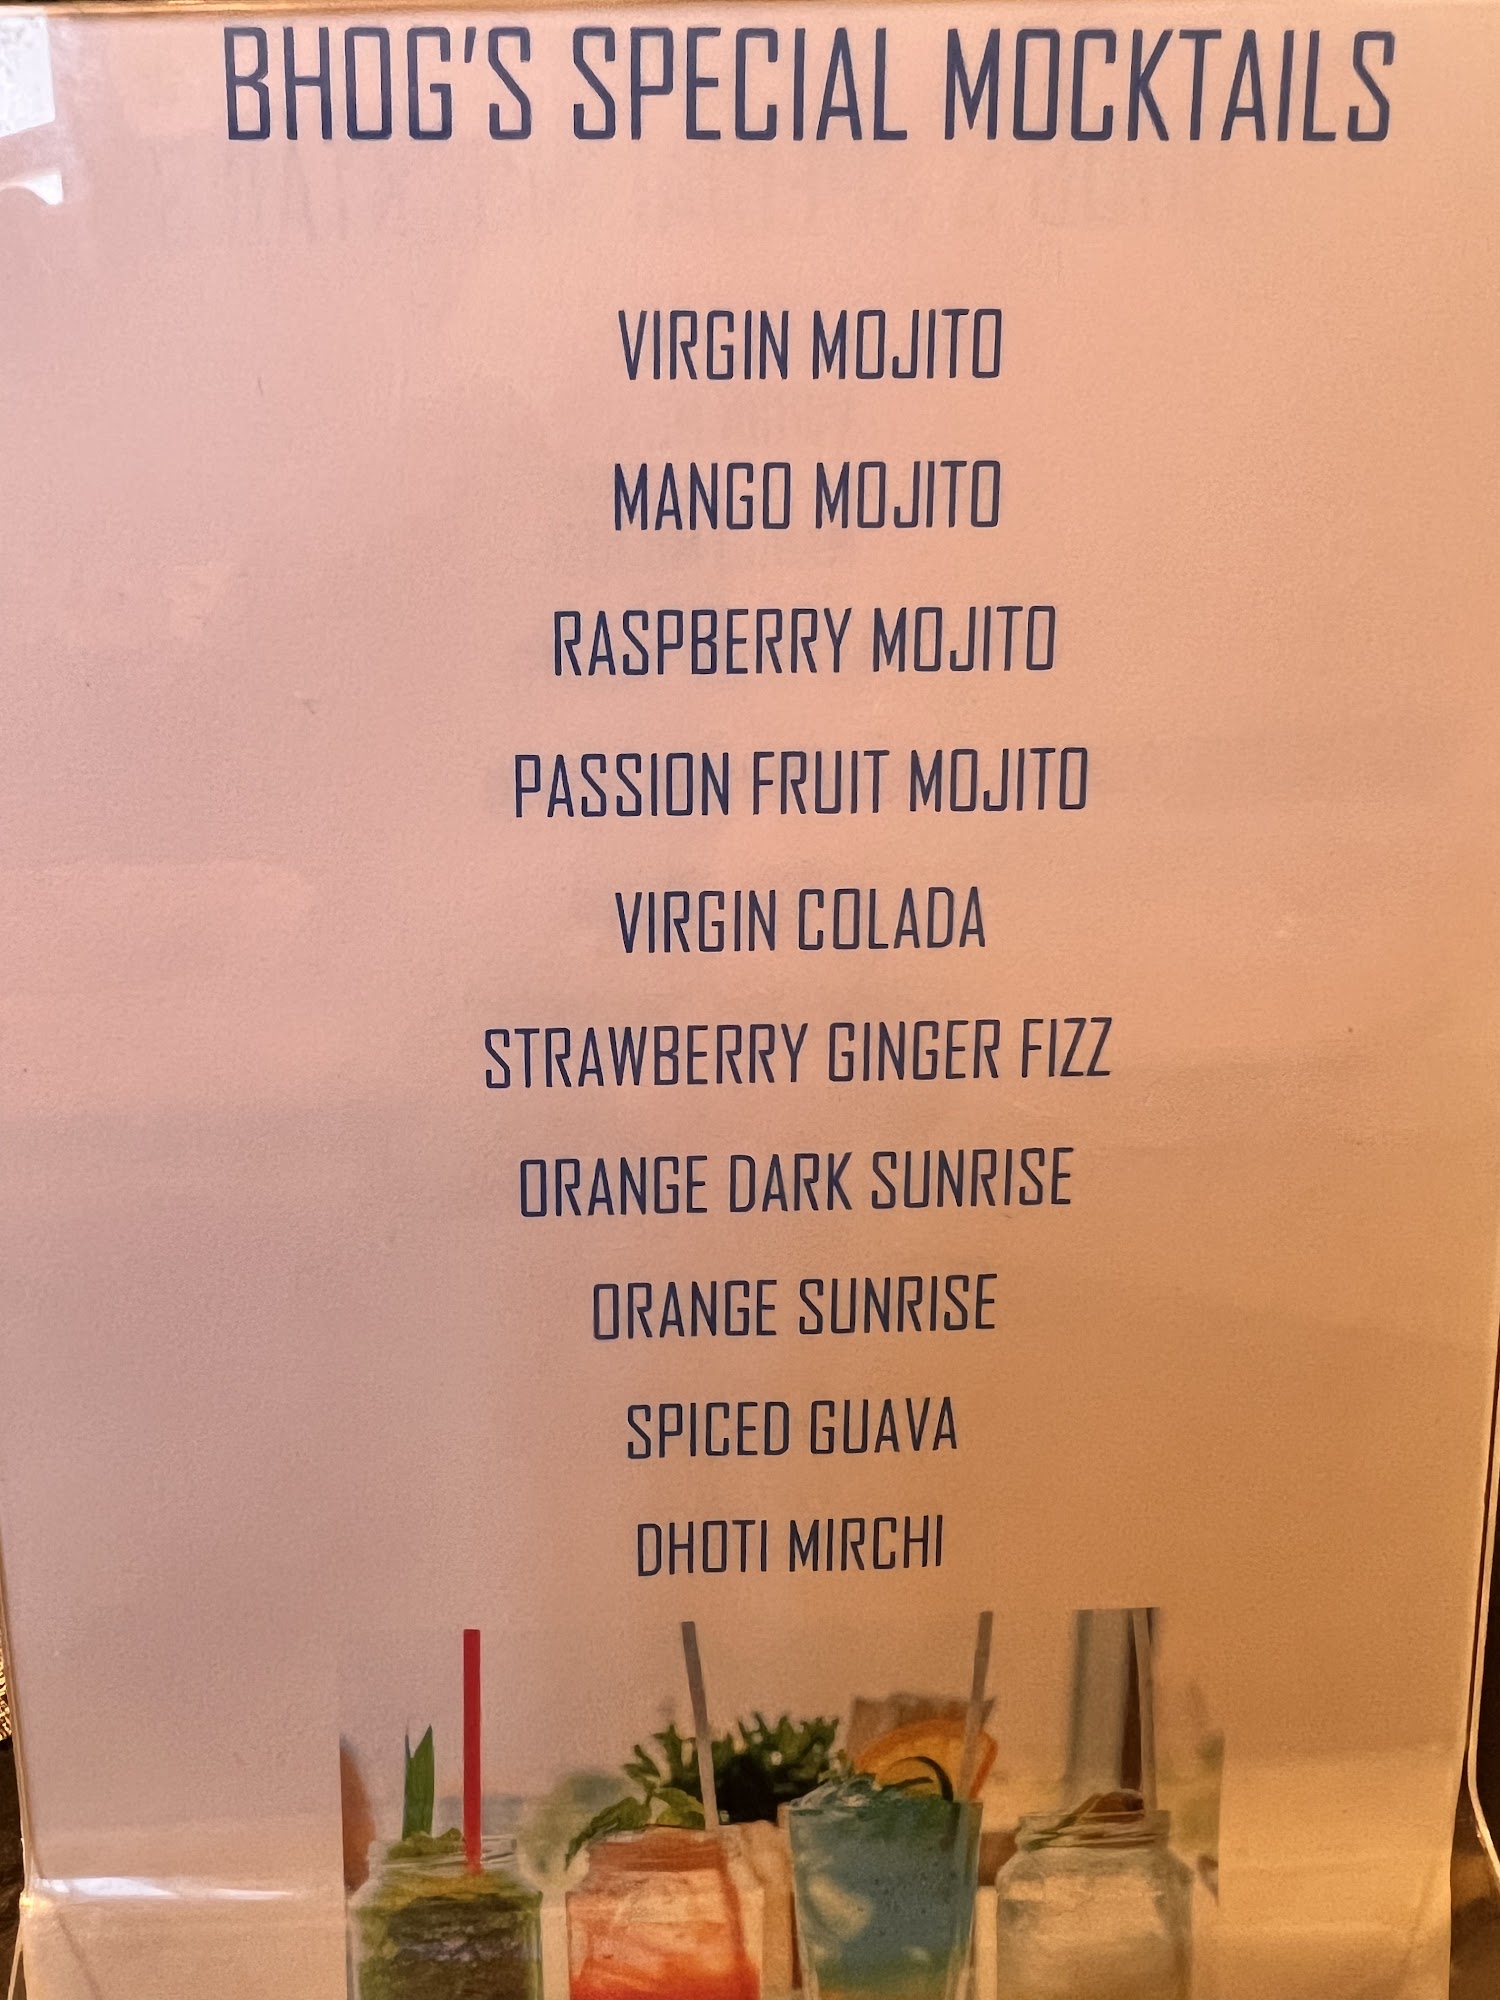 BHOG'S SPECIAL MOCKTAILS
VIRGIN MOJITO
MANGO MOJITO
RASPBERRY MOJITO
PASSION FRUIT MOJITO
VIRGIN COLADA
STRAWBERRY GINGER FIZZ
ORANGE DARK SUNRISE
ORANGE SUNRISE
SPICED GUAVA
DHOTI MIRCHI